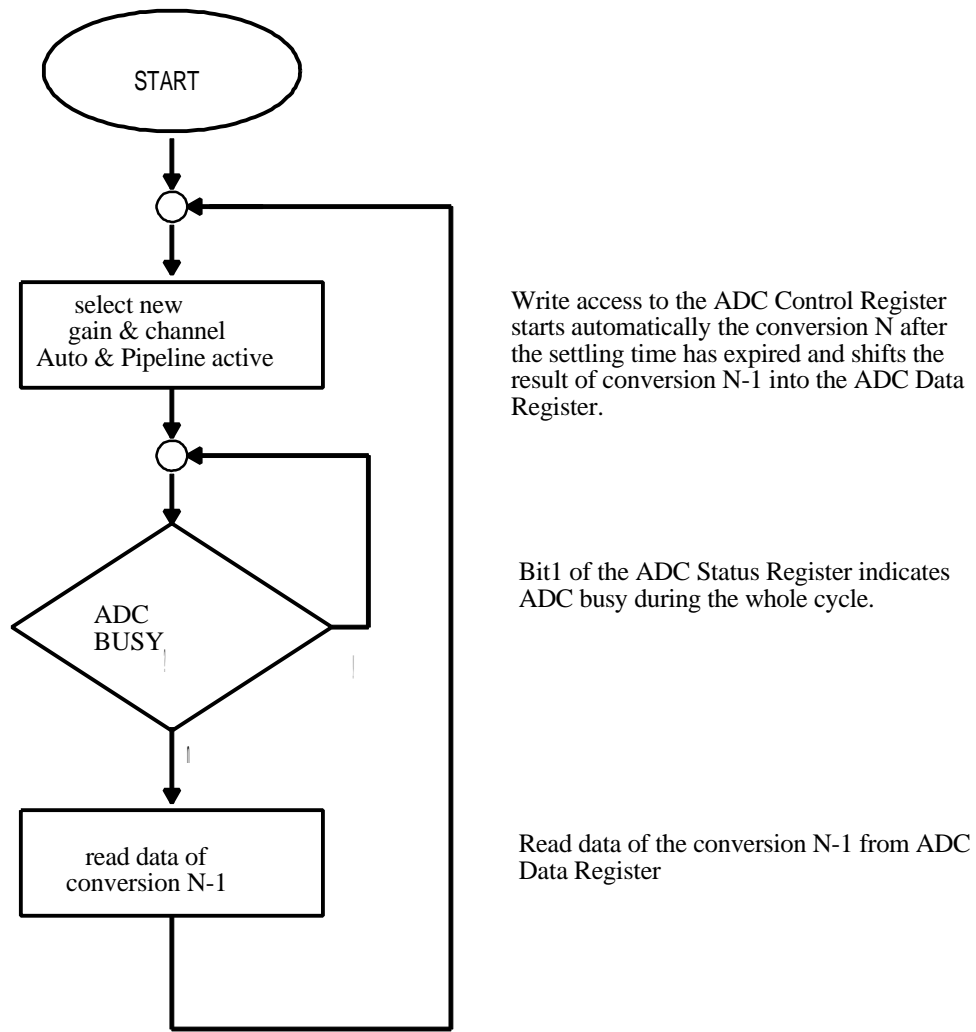 START
select new
gain & channel
Auto & Pipeline active
Write access to the ADC Control Register
starts automatically the conversion N after
the settling time has expired and shifts the
result of conversion N-1 into the ADC Data
Register.
ADC
BUSY
Bit1 of the ADC Status Register indicates
ADC busy during the whole cycle.
read data of
conversion N-1
Read data of the conversion N-1 from ADC
Data Register